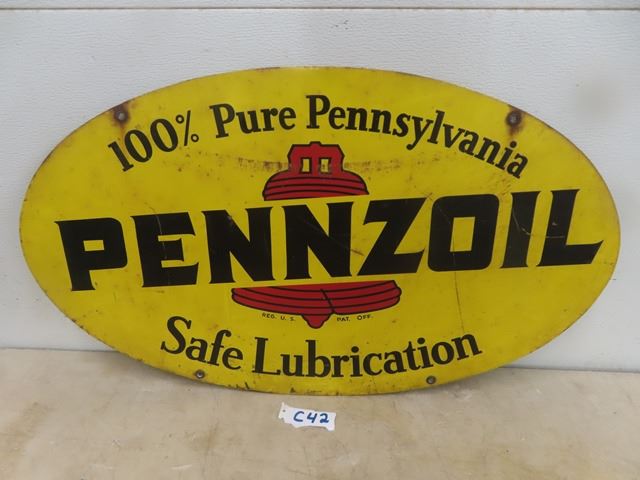 100% Pure Pennsylvania
PENNZOIL
REG. U. S. PAT. OFF.
Safe Lubrication
C42